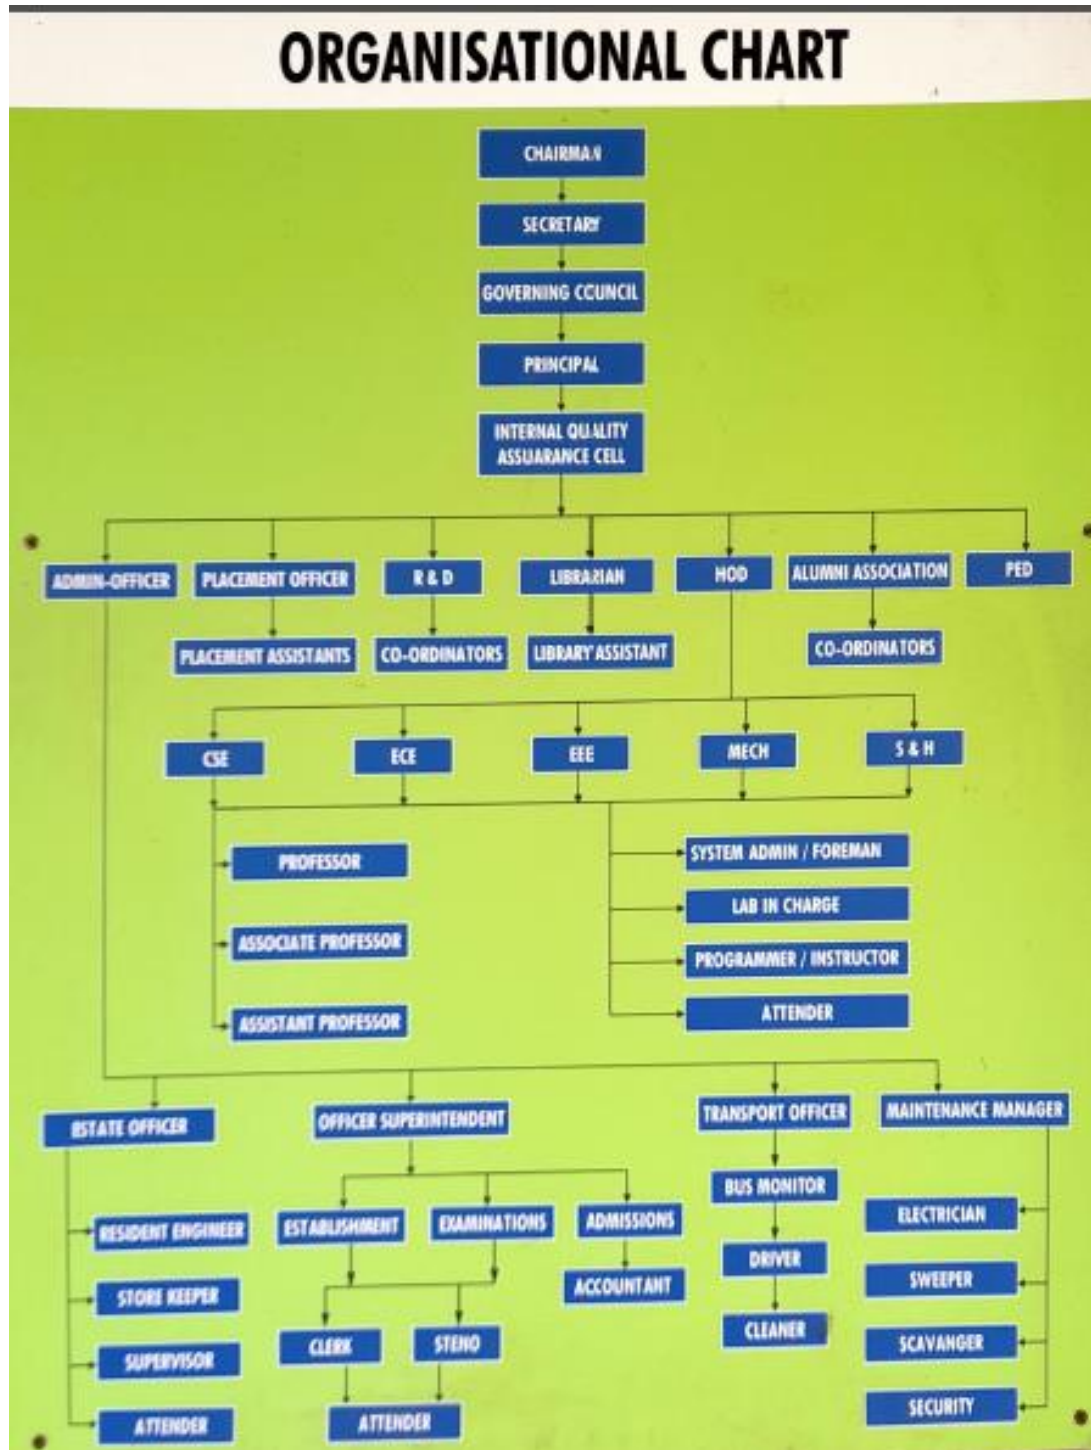 ORGANISATIONAL CHART
CHAIRMAN
SECRETARY
GOVERNING COUNCIL
PRINCIPAL
INTERNAL QUALITY
ASSUARANCE CELL
ADMIN-OFFICER
PLACEMENT OFFICER
R & D
LIBRARIAN
HOD
ALUMNI ASSOCIATION
PED
PLACEMENT ASSISTANTS
CO-ORDINATORS
LIBRARY ASSISTANT
CO-ORDINATORS
CSE
ECE
EEE
MECH
S & H
PROFESSOR
ASSOCIATE PROFESSOR
ASSISTANT PROFESSOR
SYSTEM ADMIN / FOREMAN
LAB IN CHARGE
PROGRAMMER / INSTRUCTOR
ATTENDER
ESTATE OFFICER
OFFICER SUPERINTENDENT
TRANSPORT OFFICER
MAINTENANCE MANAGER
RESIDENT ENGINEER
STORE KEEPER
SUPERVISOR
ATTENDER
ESTABLISHMENT
EXAMINATIONS
ADMISSIONS
ACCOUNTANT
CLERK
STENO
ATTENDER
BUS MONITOR
DRIVER
CLEANER
ELECTRICIAN
SWEEPER
SCAVANGER
SECURITY